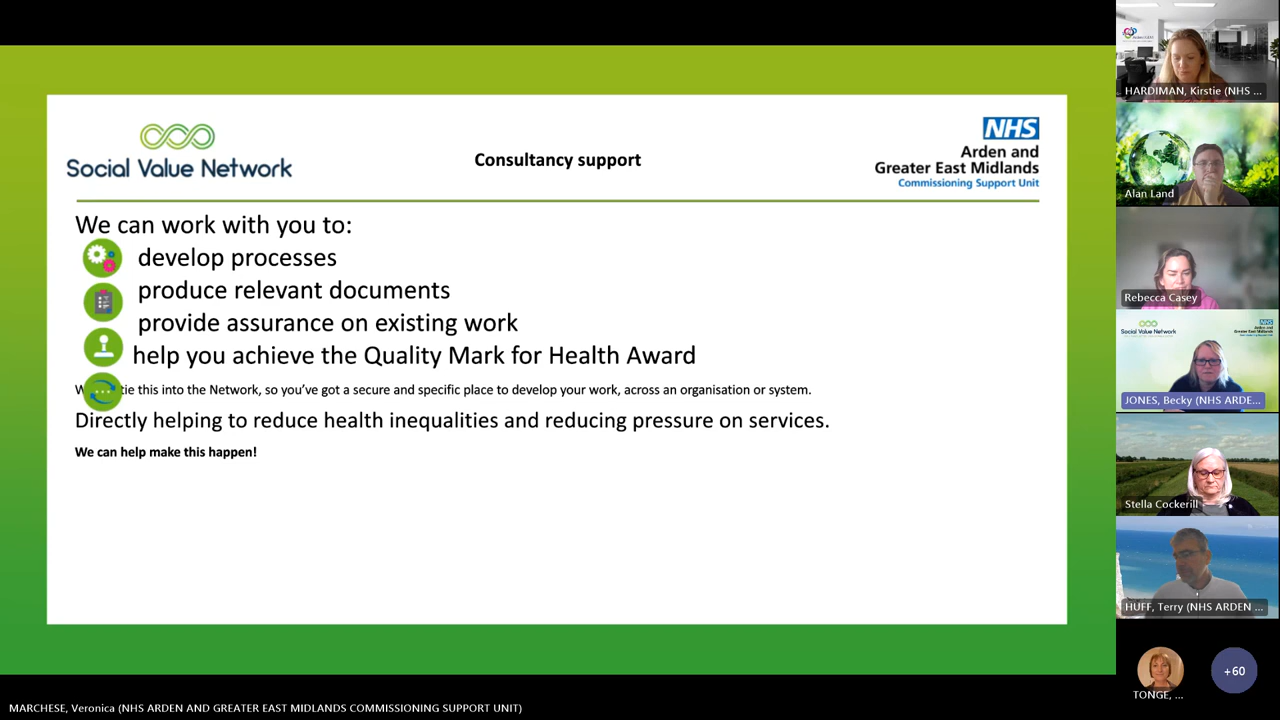 Social Value Network
Consultancy support
NHS
Arden and
Greater East Midlands
Commissioning Support Unit
We can work with you to:
develop processes
produce relevant documents
provide assurance on existing work
help you achieve the Quality Mark for Health Award
tie this into the Network, so you've got a secure and specific place to develop your work, across an organisation or system.
Directly helping to reduce health inequalities and reducing pressure on services.
We can help make this happen!
HARDIMAN, Kirstie (NHS ...
Alan Land
Rebecca Casey
Social Value Network
NHS
JONES, Becky (NHS ARDE...
Stella Cockerill
HUFF, Terry (NHS ARDEN ...
TONGE, ...
+60
MARCHESE, Veronica (NHS ARDEN AND GREATER EAST MIDLANDS COMMISSIONING SUPPORT UNIT)